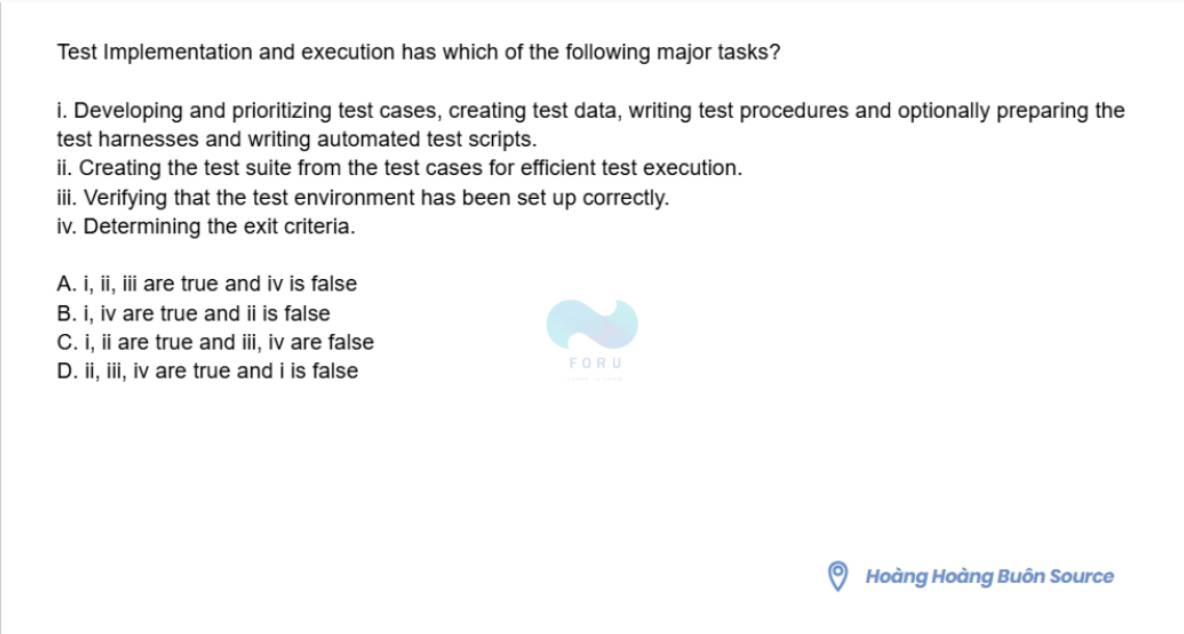 Test Implementation and execution has which of the following major tasks?
i. Developing and prioritizing test cases, creating test data, writing test procedures and optionally preparing the
test harnesses and writing automated test scripts.
ii. Creating the test suite from the test cases for efficient test execution.
iii. Verifying that the test environment has been set up correctly.
iv. Determining the exit criteria.
A. i, ii, iii are true and iv is false
B. i, iv are true and ii is false
C. i, ii are true and iii, iv are false
D. ii, iii, iv are true and i is false
FORU
Hoàng Hoàng Buôn Source